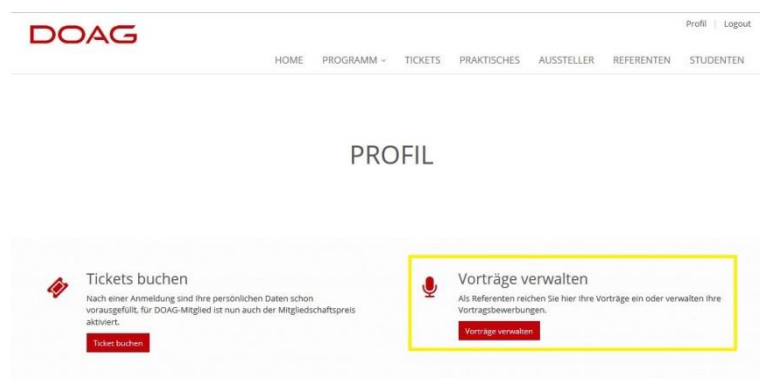 Profil | Logout
DOAG
HOME PROGRAMM TICKETS PRAKTISCHES AUSSTELLER REFERENTEN STUDENTEN
PROFIL
Tickets buchen
Nach einer Anmeldung sind Ihre persönlichen Daten schon
vorausgefüllt, für DOAG-Mitglied ist nun auch der Mitgliedschaftspreis
aktiviert.
Ticket buchen
Vorträge verwalten
Als Referenten reichen Sie hier Ihre Vorträge ein oder verwalten Ihre
Vortragsbewerbungen.
Vorträge verwalten